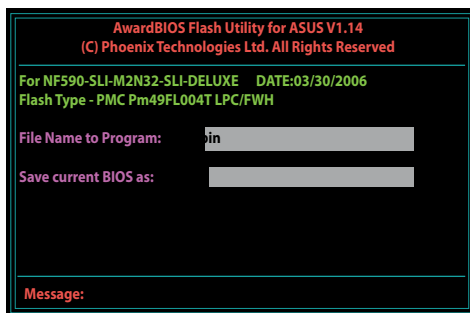 AwardBIOS Flash Utility for ASUS V1.14
(C) Phoenix Technologies Ltd. All Rights Reserved
For NF590-SLI-M2N32-SLI-DELUXE DATE:03/30/2006
Flash Type - PMC Pm49FL004T LPC/FWH
File Name to Program:
Save current BIOS as:
Message: